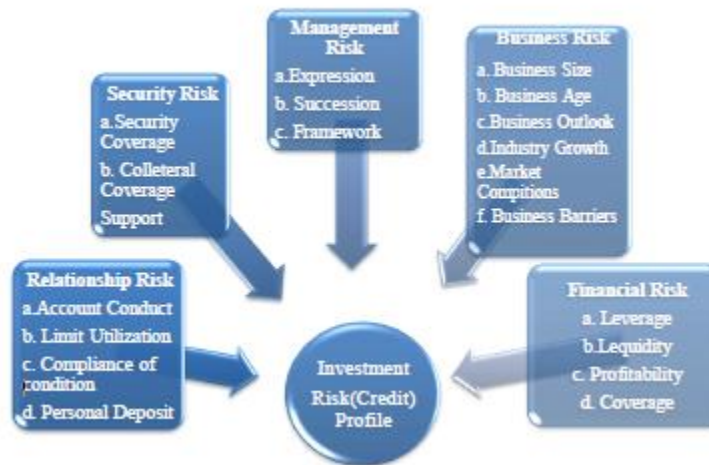 Management
Risk
a.Expression
b. Succession
c. Framework
Business Risk
a. Business Size
b. Business Age
c.Business Outlook
d.Industry Growth
e.Market
Compitions
f. Business Barriers
Security Risk
a.Security
Coverage
b. Colleteral
Coverage
Support
Relationship Risk
a.Account Conduct
b. Limit Utilization
c. Compliance of
condition
d. Personal Deposit
Financial Risk
a. Leverage
b.Lequidity
c. Profitability
d. Coverage
Investment
Risk(Credit)
Profile